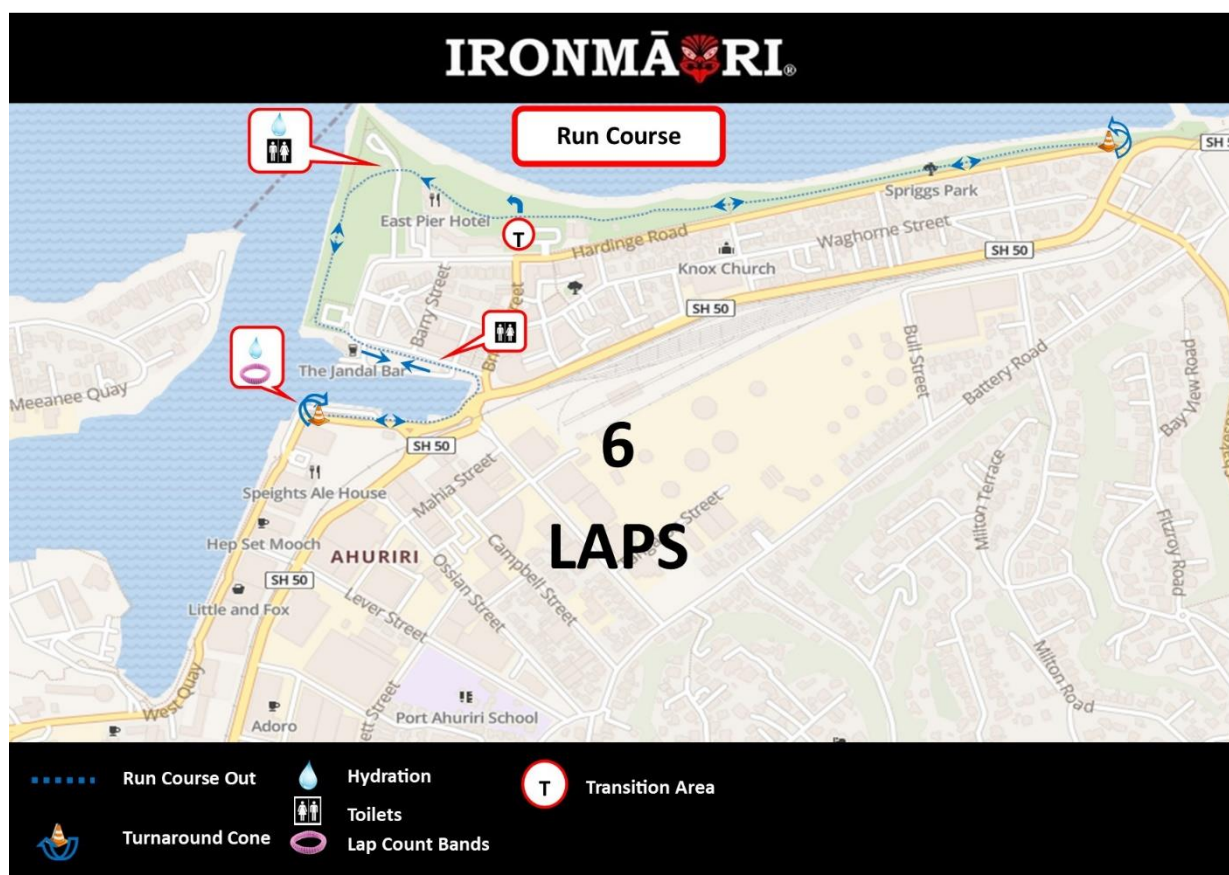 IRONMĀORI®
Run Course
SH 5
Spriggs Park
East Pier Hotel
T
Waghorne Street
Hardinge Road
Knox Church
SH 50
SH 50
Barry Street
Bull Street
Battery Road
Bay View Road
The Jandal Bar
Meeanee Quay
6
LAPS
SH 50
Mahia Street
Speights Ale House
Milton Terrace
Fitzroy Road
Hep Set Mooch
AHURIRI
Ossian Street
Campbell Street
SH 50
Lever Street
Little and Fox
Milton Road
West Quay
Port Ahuriri School
Adoro
Run Course Out
Hydration
T
Transition Area
Toilets
Turnaround Cone
Lap Count Bands